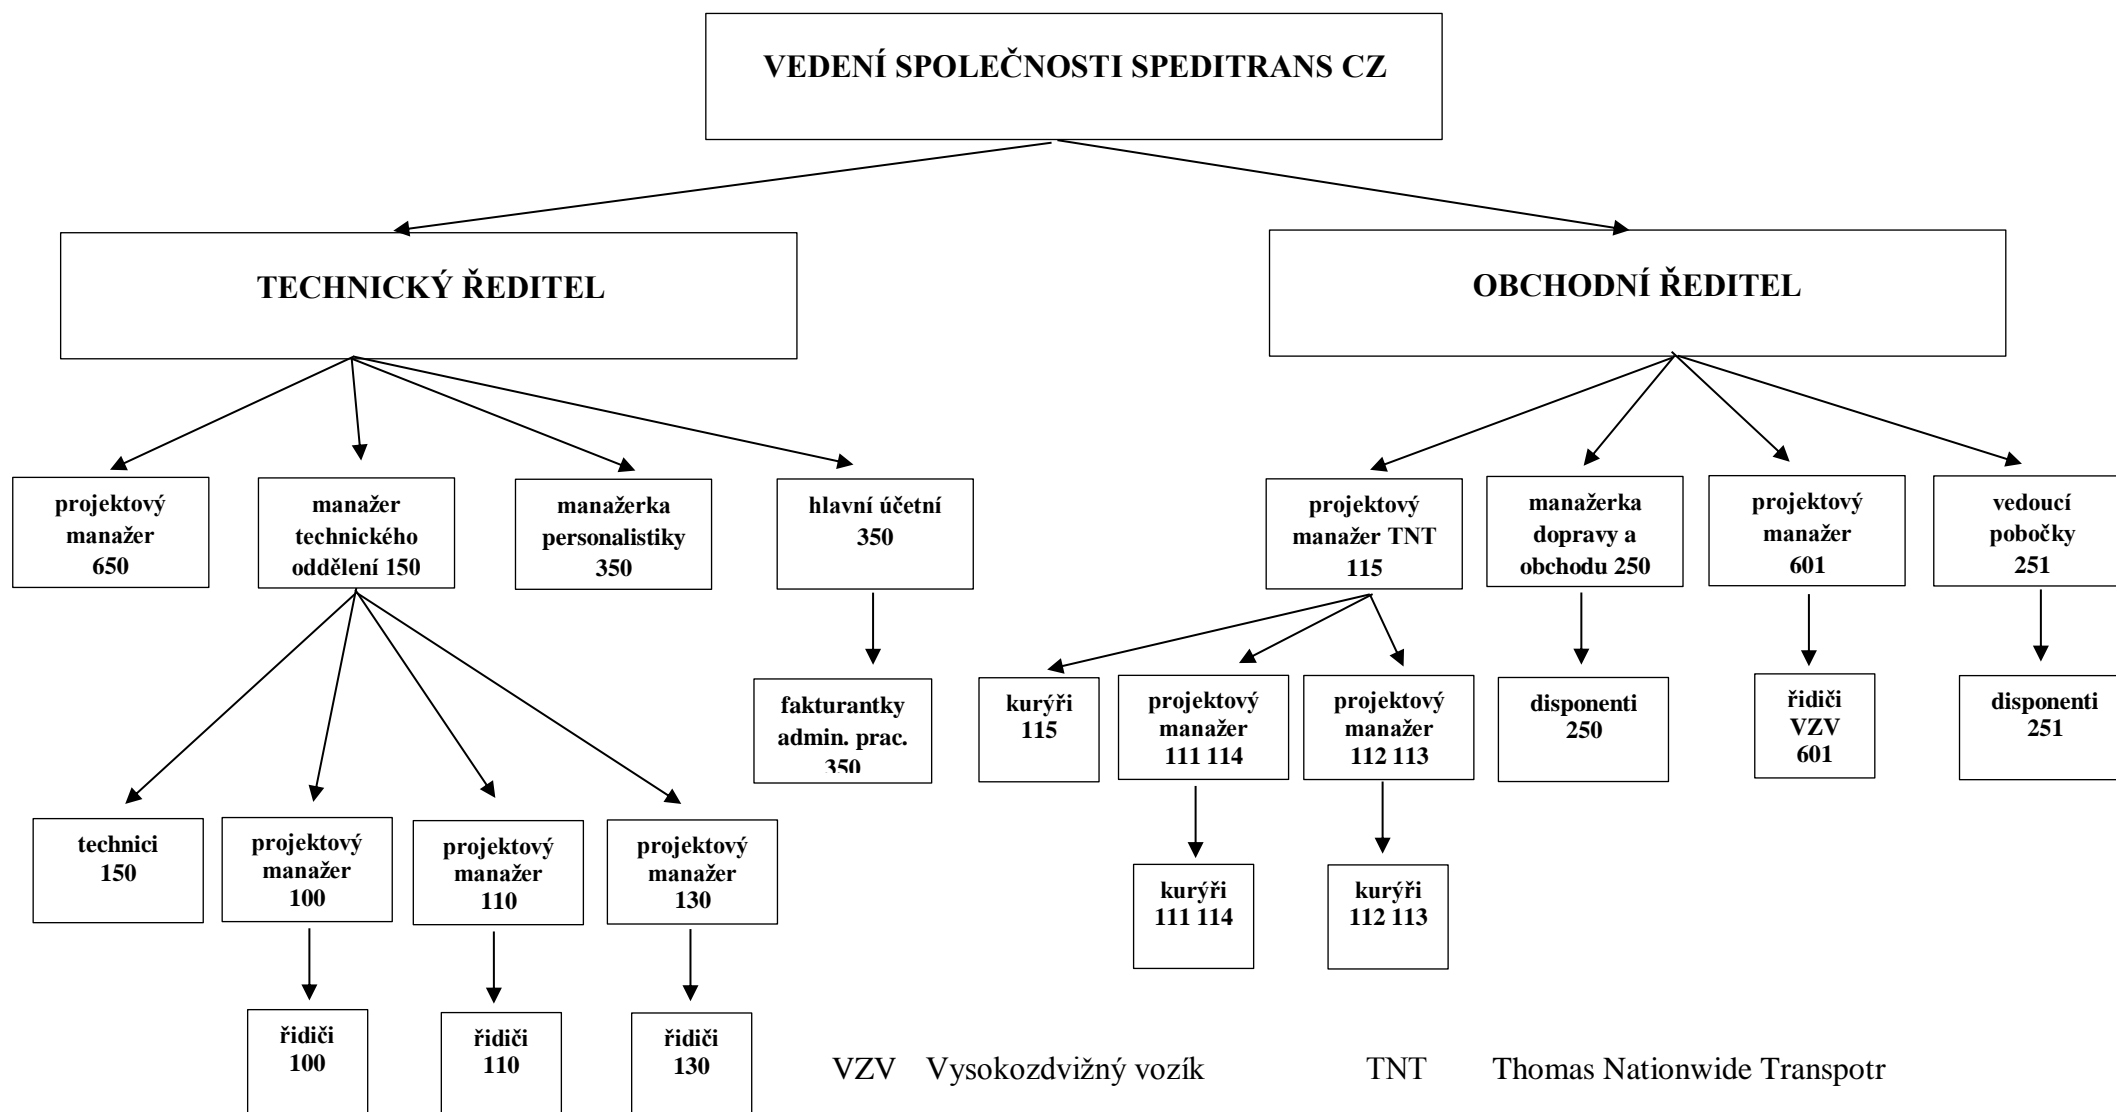 VEDENÍ SPOLEČNOSTI SPEDITRANS CZ
TECHNICKÝ ŘEDITEL
OBCHODNÍ ŘEDITEL
projektový
manažer
650
manažer
technického
oddělení 150
manažerka
personalistiky
350
hlavní účetní
350
projektový
manažer TNT
115
manažerka
dopravy a
obchodu 250
projektový
manažer
601
vedoucí
pobočky
251
fakturantky
admin. prac.
350
kurýři
115
projektový
manažer
111 114
projektový
manažer
112 113
disponenti
250
řidiči
VZV
601
disponenti
251
technici
150
projektový
manažer
100
projektový
manažer
110
projektový
manažer
130
kurýři
111 114
kurýři
112 113
řidiči
100
řidiči
110
řidiči
130
VZV Vysokozdvižný vozík TNT Thomas Nationwide Transpotr